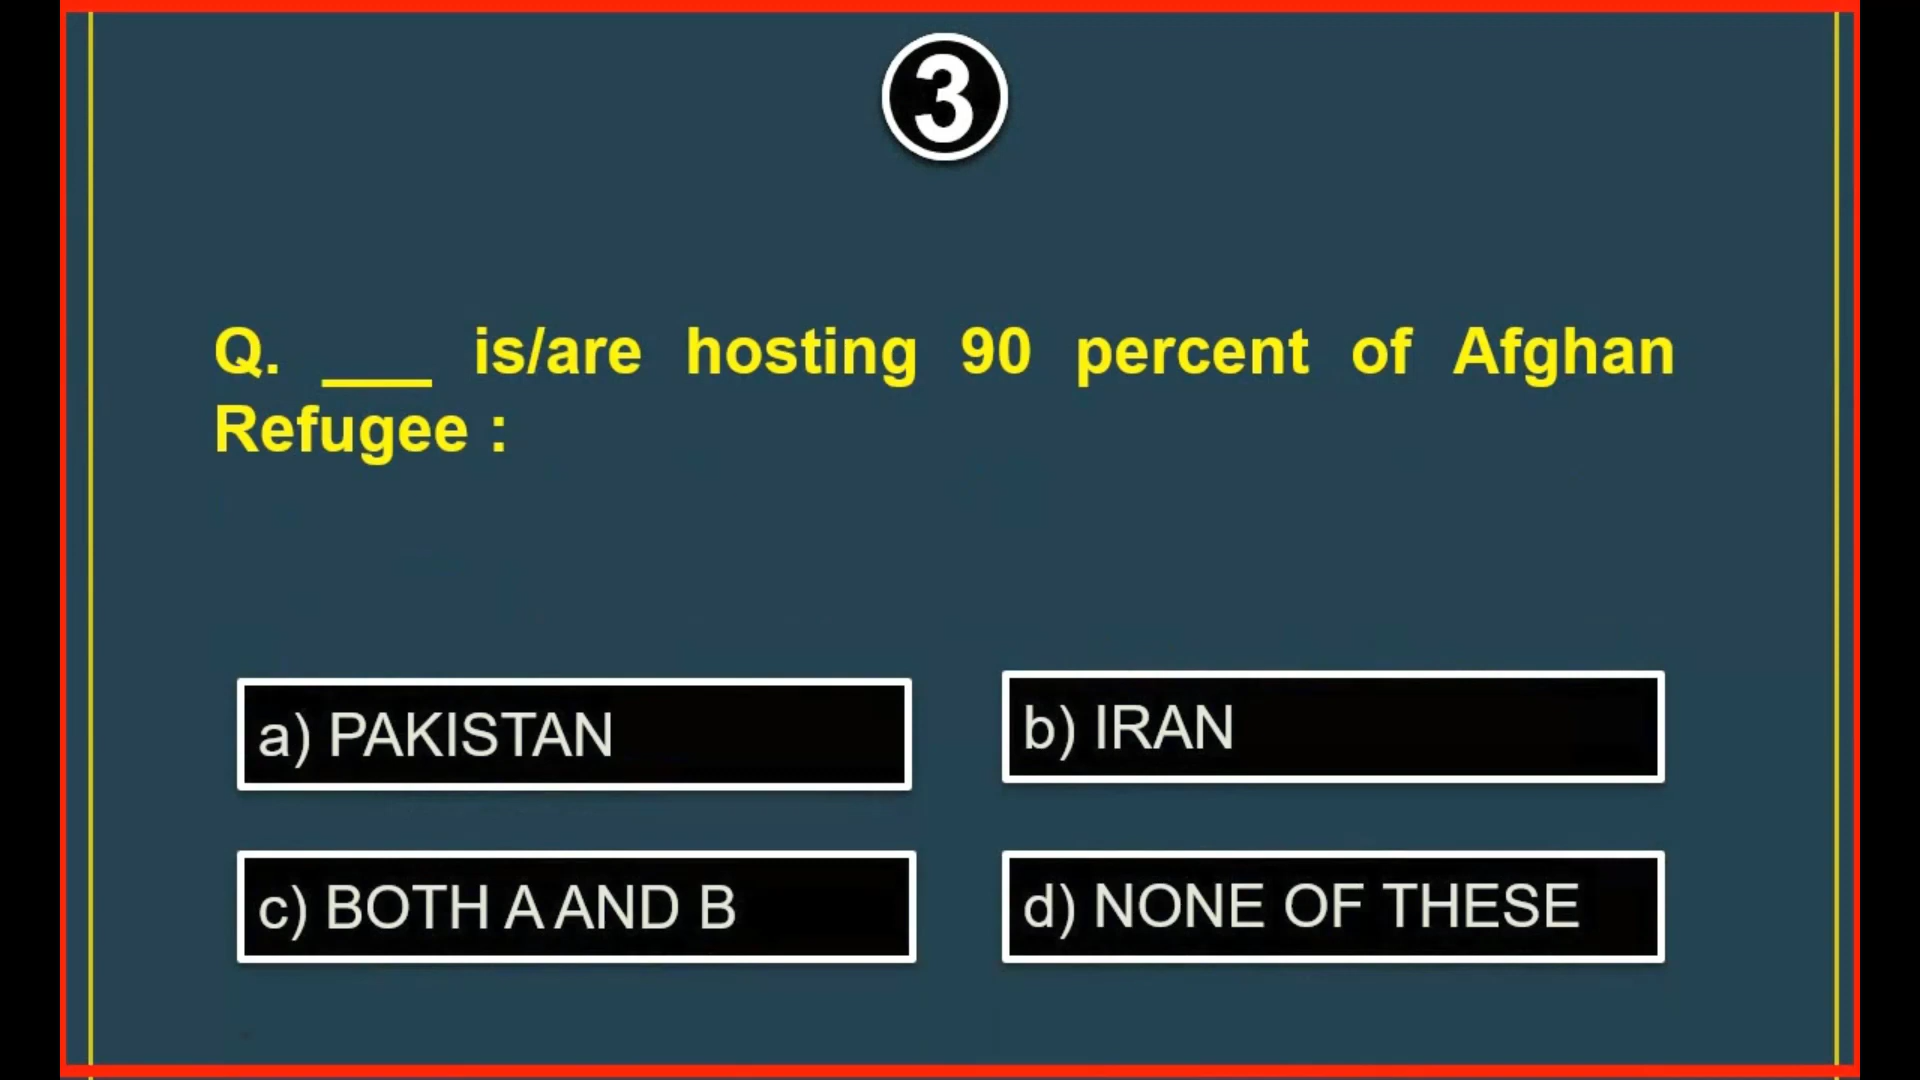 3
Q. ___ is/are hosting 90 percent of Afghan
Refugee :
a) PAKISTAN
b) IRAN
c) BOTH A AND B
d) NONE OF THESE